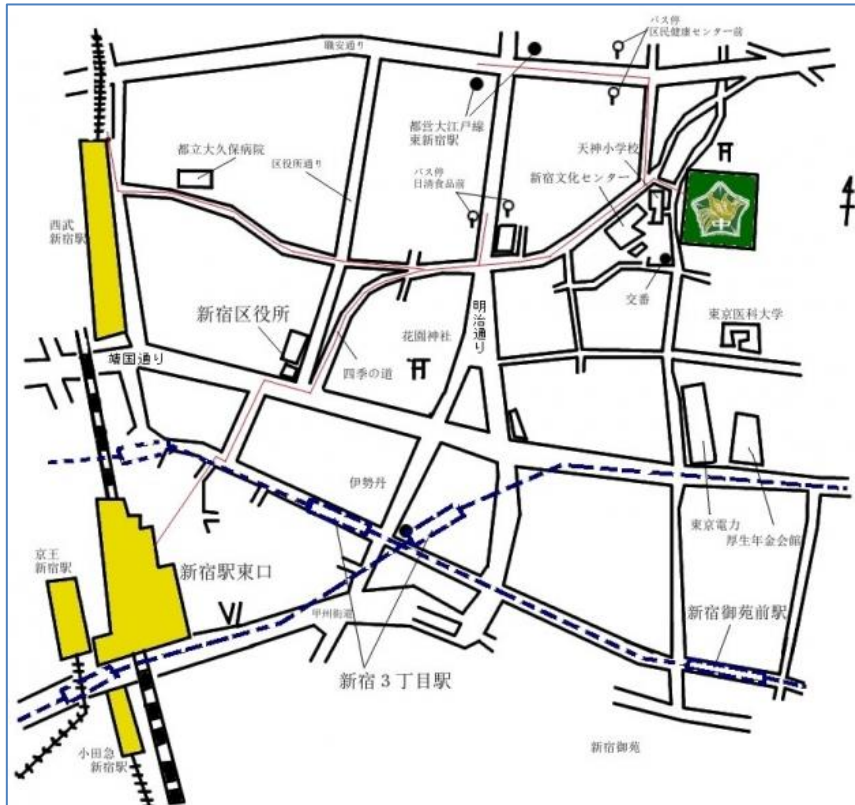 バス停
区民健康センター前
職安通り
都営大江戸線
東新宿駅
天神小学校
都立大久保病院
区役所通り
バス停
日清食品前
新宿文化センター
中
西武
新宿駅
交番
明治通り
新宿区役所
花園神社
東京医科大学
靖国通り
四季の道
伊勢丹
東京電力
厚生年金会館
京王
新宿駅
新宿駅東口
甲州街道
新宿御苑前駅
新宿3丁目駅
小田急
新宿駅
新宿御苑